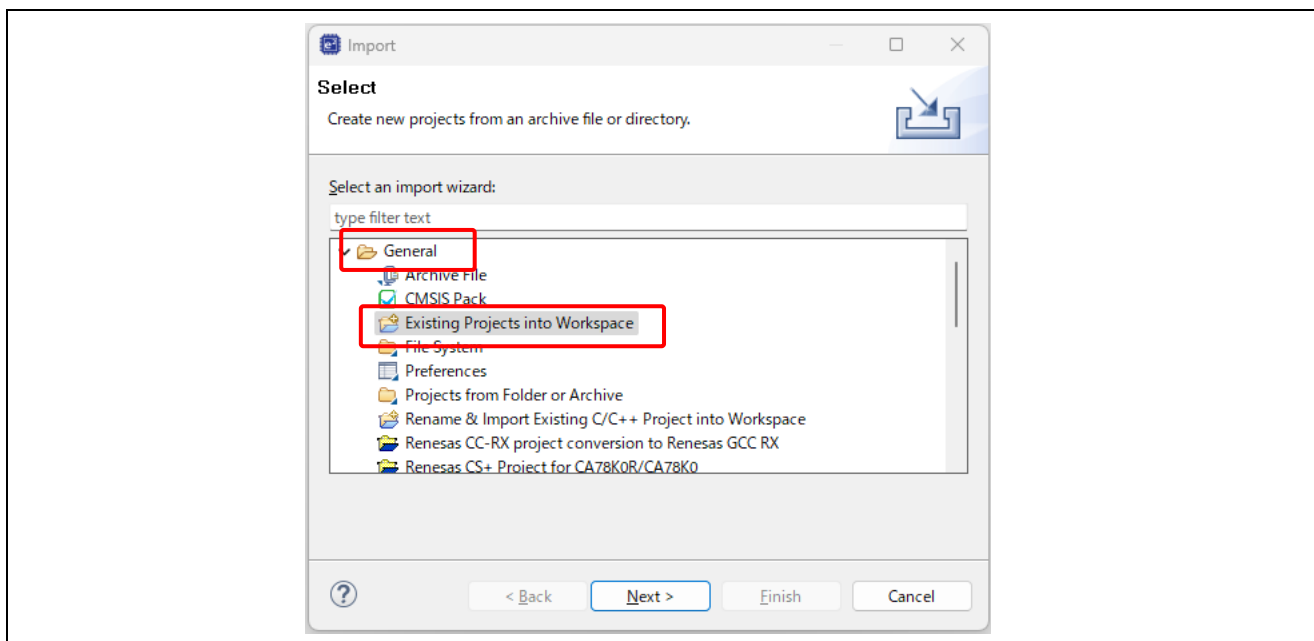 Import
Select
Create new projects from an archive file or directory.
Select an import wizard:
type filter text
General
Archive File
CMSIS Pack
Existing Projects into Workspace
File System
Preferences
Projects from Folder or Archive
Rename & Import Existing C/C++ Project into Workspace
Renesas CC-RX project conversion to Renesas GCC RX
Renesas CS+ Project for CA78K0R/CA78K0
? < Back Next > Finish Cancel